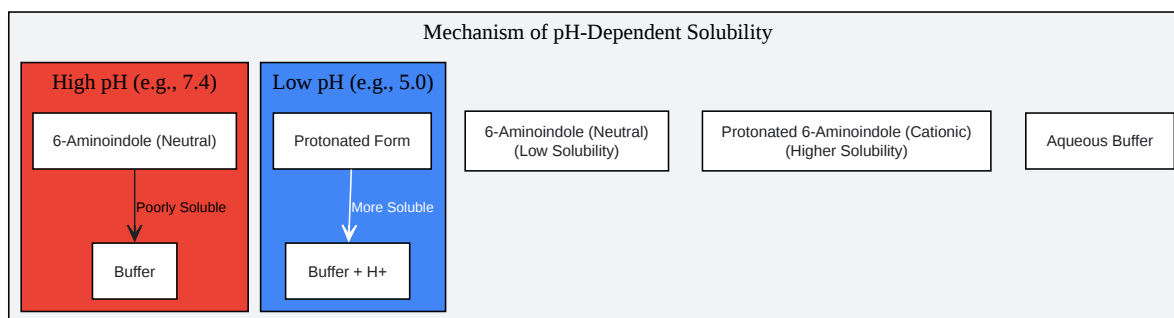 Mechanism of pH-Dependent Solubility
High pH (e.g., 7.4)
6-Aminoindole (Neutral)
Poorly Soluble
Buffer
Low pH (e.g., 5.0)
Protonated Form
More Soluble
Buffer + H+
6-Aminoindole (Neutral)
(Low Solubility)
Protonated 6-Aminoindole (Cationic)
(Higher Solubility)
Aqueous Buffer